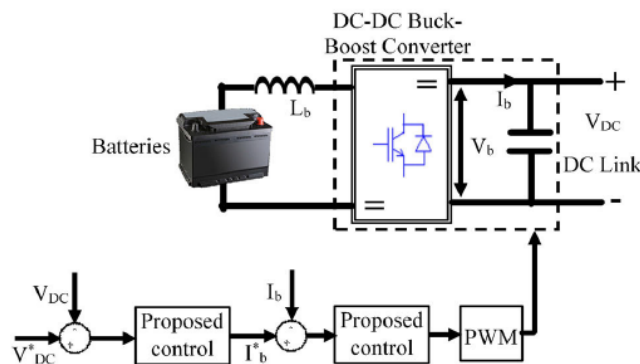 DC-DC Buck-
Boost Converter
L_b
Batteries
I_b
V_b
V_DC
DC Link
+
-
V_DC
V*_DC
Proposed
control
I*_b
I_b
Proposed
control
PWM